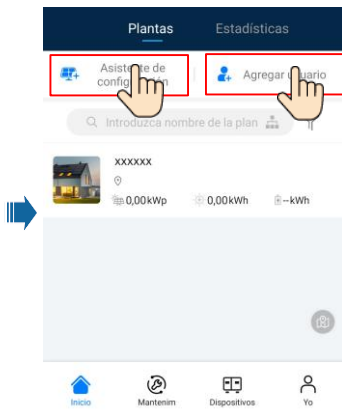 Plantas Estadísticas
Asistente de
configuración
Agregar usuario
Introduzca nombre de la plan
xxxxxx
0,00kWp 0,00kWh --kWh
Inicio Mantenim Dispositivos Yo